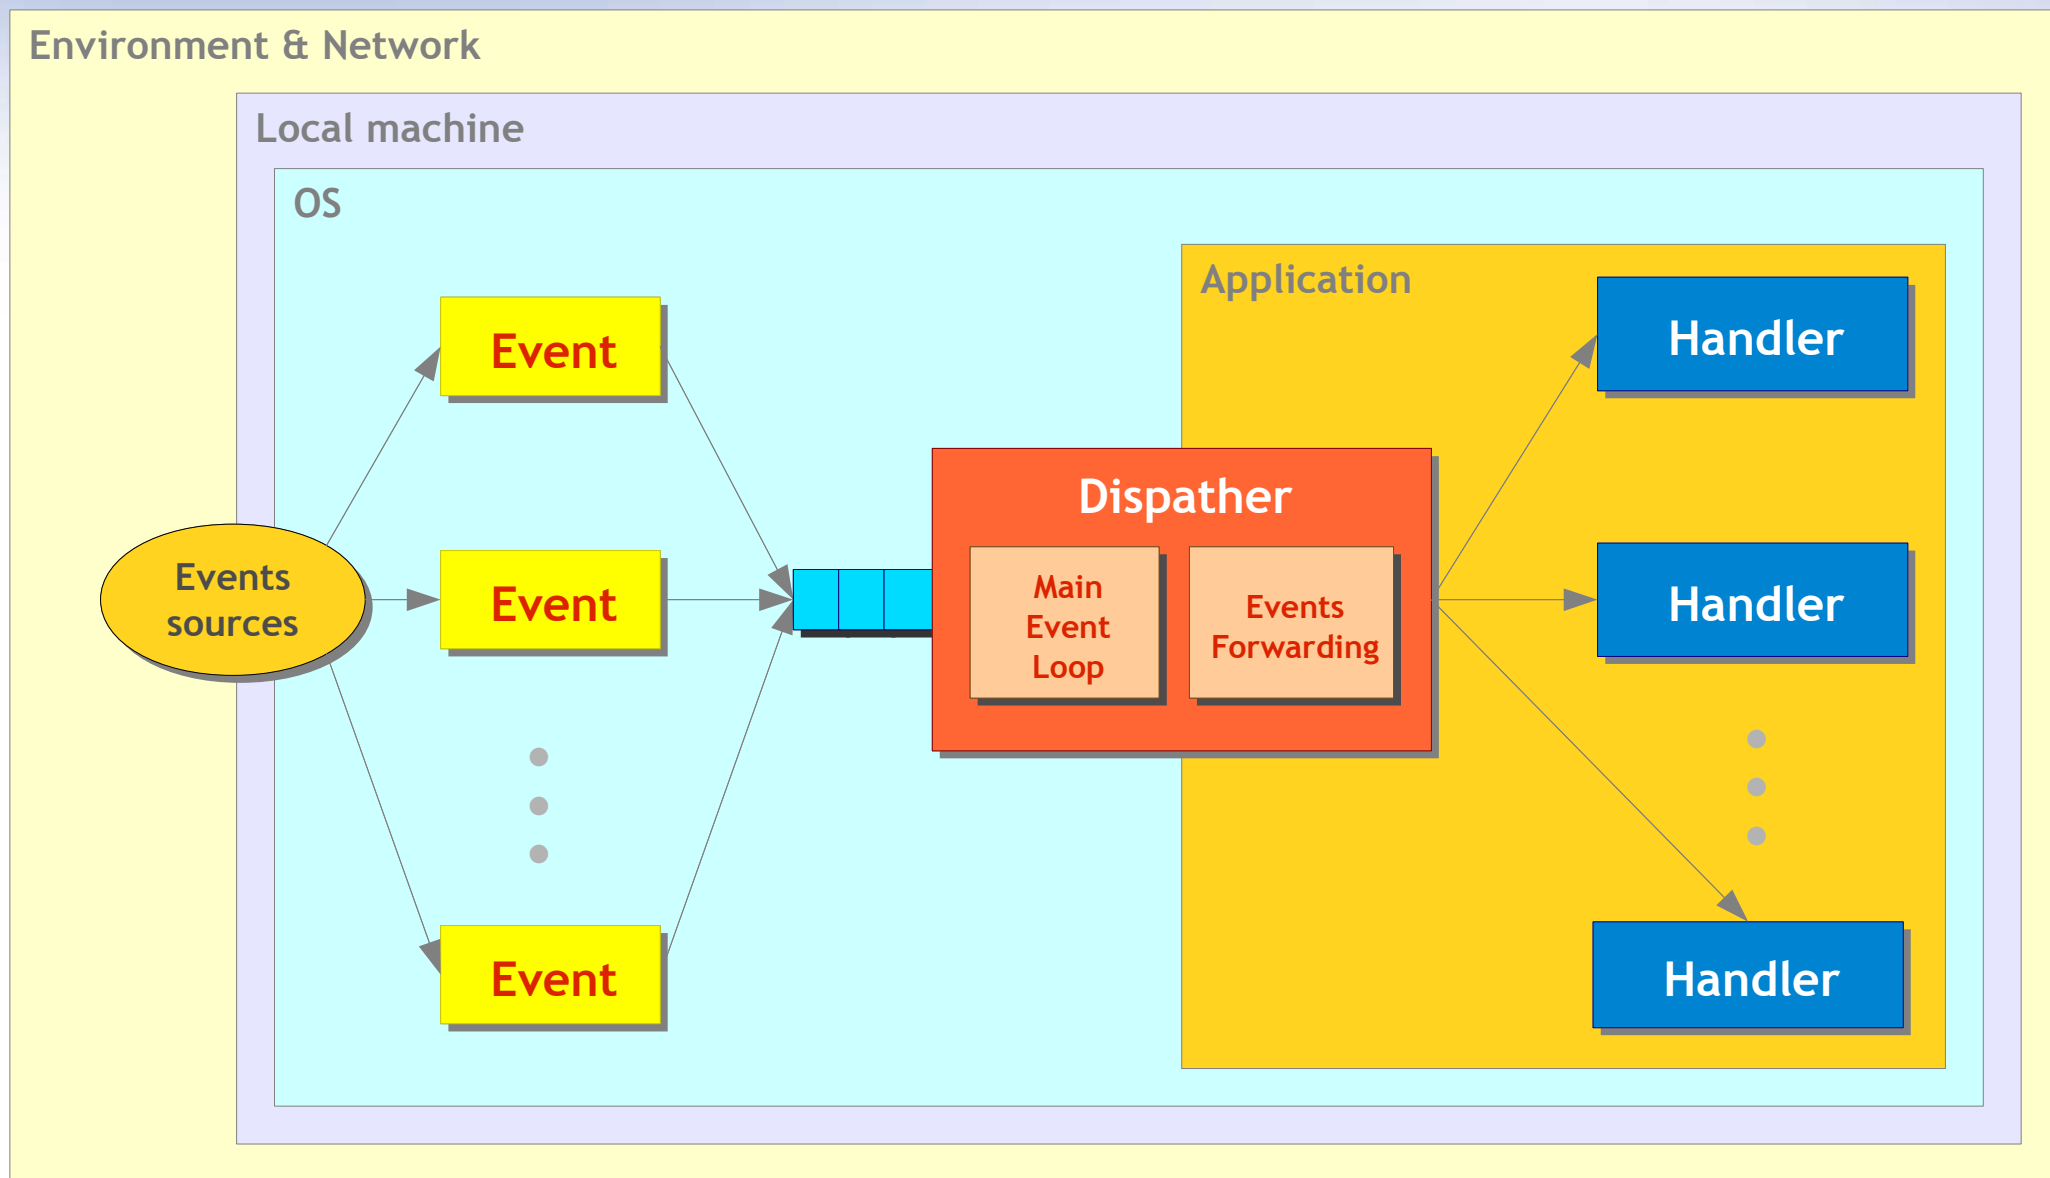 Environment & Network
Local machine
OS
Application
Event
Handler
Dispather
Events
sources
Event
Main
Event
Loop
Events
Forwarding
Handler
Event
Handler